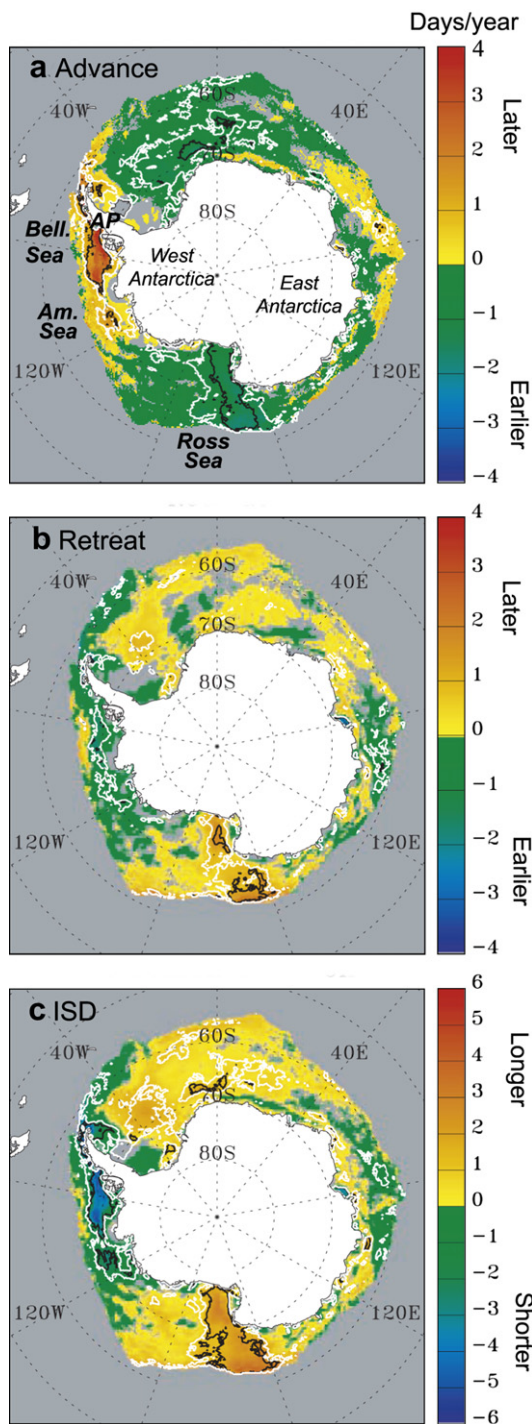 Days/year
a Advance
4
3
2
1
0
−1
−2
−3
−4
Later
Earlier
40W
60S
40E
70S
80S
AP
Bell.
Sea
West
Antarctica
East
Antarctica
Am.
Sea
120W
120E
Ross
Sea
b Retreat
4
3
2
1
0
−1
−2
−3
−4
Later
Earlier
40W
60S
40E
70S
80S
120W
120E
c ISD
6
5
4
3
2
1
0
−1
−2
−3
−4
−5
−6
Longer
Shorter
40W
60S
40E
70S
80S
120W
120E